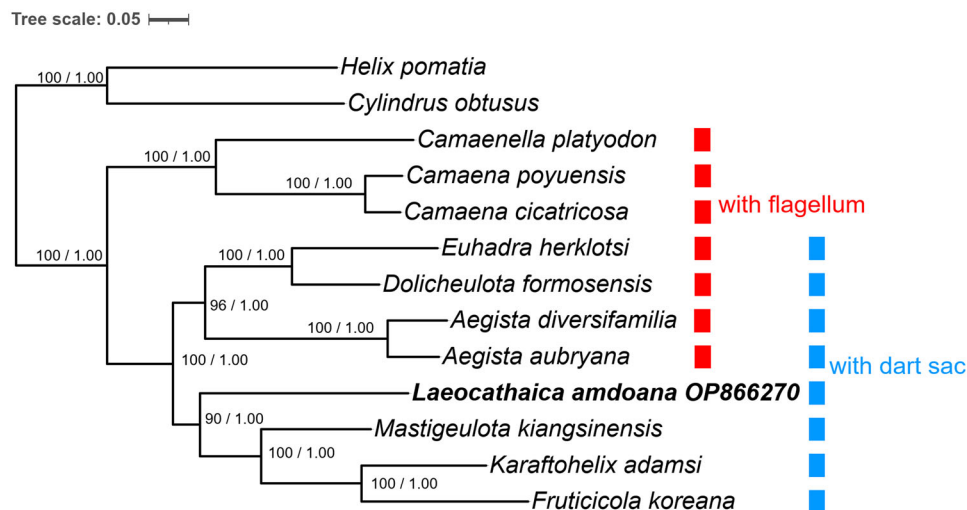 Tree scale: 0.05
Helix pomatia
100 / 1.00
Cylindrus obtusus
Camaenella platyodon
100 / 1.00
Camaena poyuensis
100 / 1.00
Camaena cicatricosa
with flagellum
Euhadra herklotsi
100 / 1.00
100 / 1.00
Dolicheulota formosensis
96 / 1.00
Aegista diversifamilia
100 / 1.00
Aegista aubryana
100 / 1.00
with dart sac
Laeocathaica amdoana OP866270
90 / 1.00
Mastigeulota kiangsinensis
100 / 1.00
Karaftohelix adamsi
100 / 1.00
Fruticicola koreana